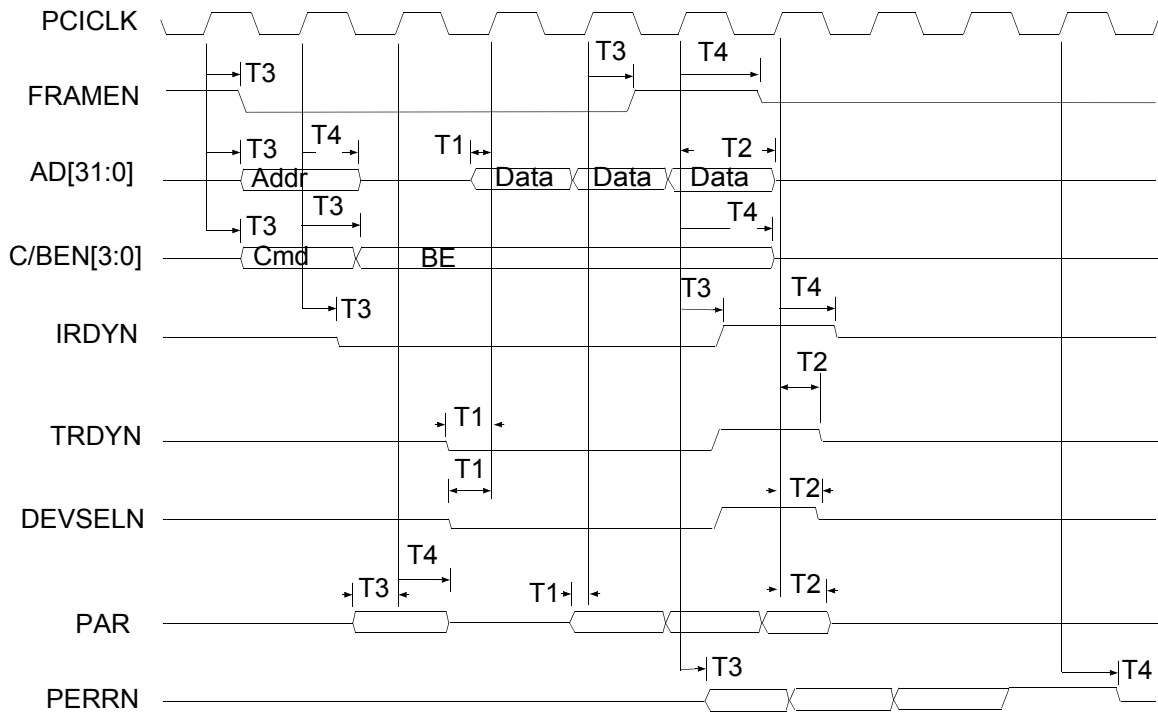 PCICLK
T3 T4
T3
FRAMEN
T3 T4 T1 T2
AD[31:0]
Addr Data Data Data
T3 T3 T4
C/BEN[3:0]
Cmd BE
T3 T3 T4
IRDYN
T2
T1
TRDYN
T1
T2
DEVSELN
T4
T3 T1 T2
PAR
T3 T4
PERRN